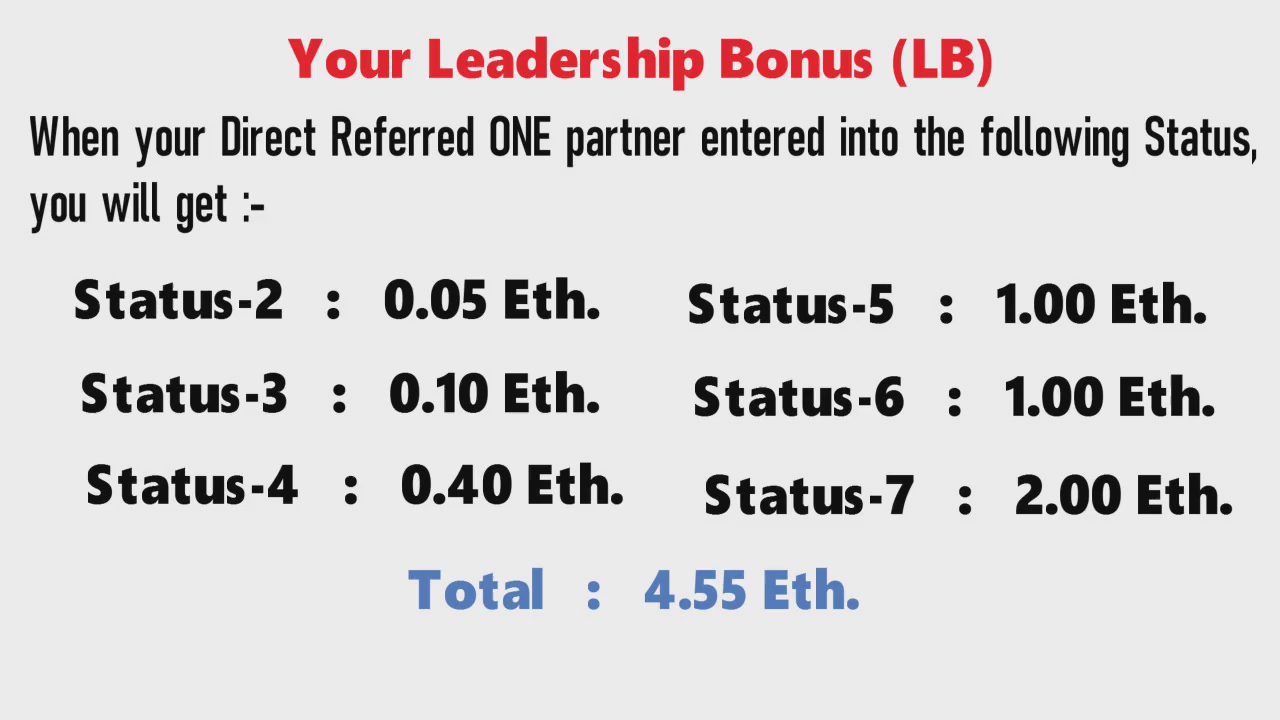 Your Leadership Bonus (LB)
When your Direct Referred ONE partner entered into the following Status,
you will get :-
Status-2 : 0.05 Eth.
Status-3 : 0.10 Eth.
Status-4 : 0.40 Eth.
Status-5 : 1.00 Eth.
Status-6 : 1.00 Eth.
Status-7 : 2.00 Eth.
Total : 4.55 Eth.